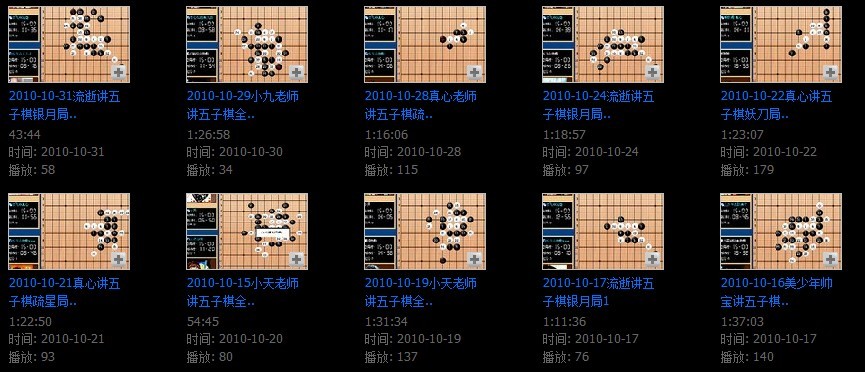 2010-10-31流逝讲五
子棋银月局..
43:44
时间: 2010-10-31
播放: 58
2010-10-29小九老师
讲五子棋全..
1:26:58
时间: 2010-10-30
播放: 34
2010-10-28真心老师
讲五子棋疏..
1:16:06
时间: 2010-10-28
播放: 115
2010-10-24流逝讲五
子棋银月局..
1:18:57
时间: 2010-10-24
播放: 97
2010-10-22真心讲五
子棋妖刀局..
1:23:07
时间: 2010-10-22
播放: 179
2010-10-21真心讲五
子棋疏星局..
1:22:50
时间: 2010-10-21
播放: 93
2010-10-15小天老师
讲五子棋全..
54:45
时间: 2010-10-20
播放: 80
2010-10-19小天老师
讲五子棋全..
1:31:34
时间: 2010-10-19
播放: 137
2010-10-17流逝讲五
子棋银月局1
1:11:36
时间: 2010-10-17
播放: 76
2010-10-16美少年帅
宝讲五子棋..
1:37:03
时间: 2010-10-17
播放: 140